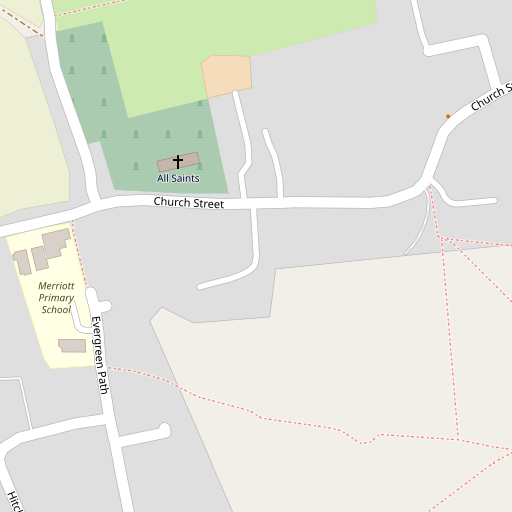 Church S
All Saints
Church Street
Merriott
Primary
School
Evergreen Path
Hitch